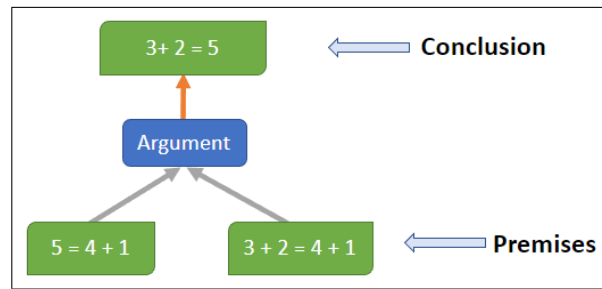 3+ 2 = 5
Conclusion
Argument
5 = 4 + 1
3 + 2 = 4 + 1
Premises